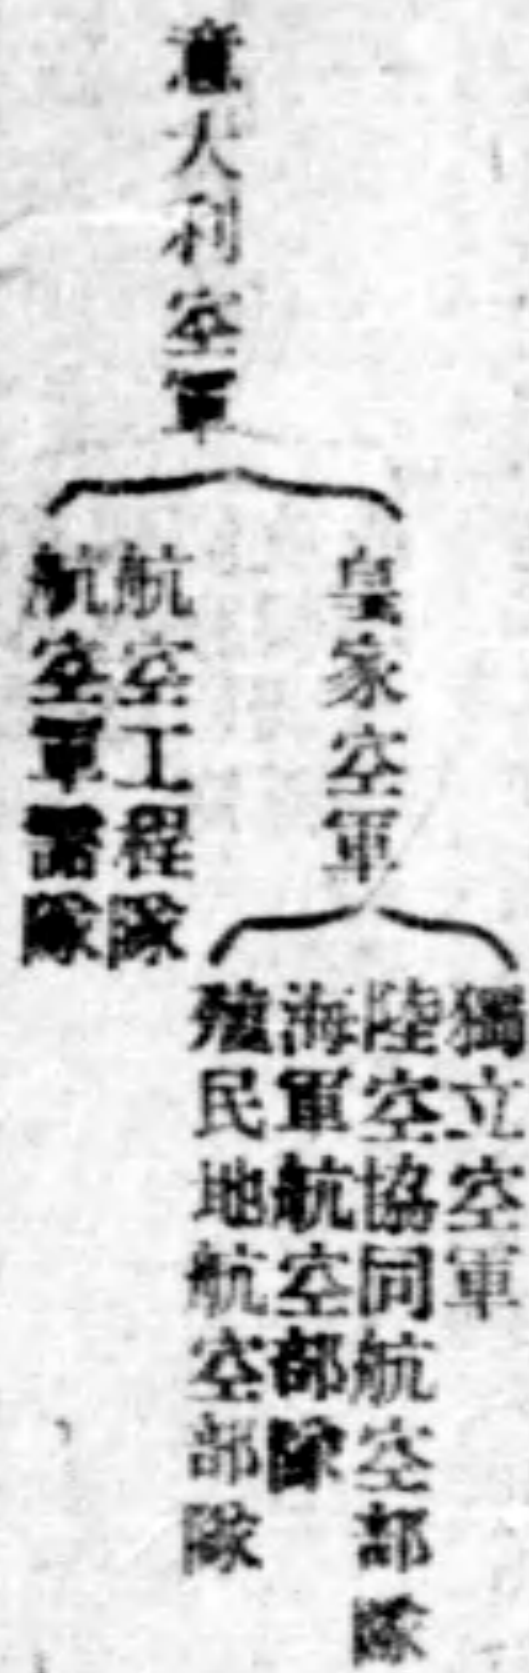 意大利空軍
皇家空軍
獨立空軍
陸空協同航空部隊
海軍航空部隊
殖民地航空部隊
航空工程隊
航空軍需隊